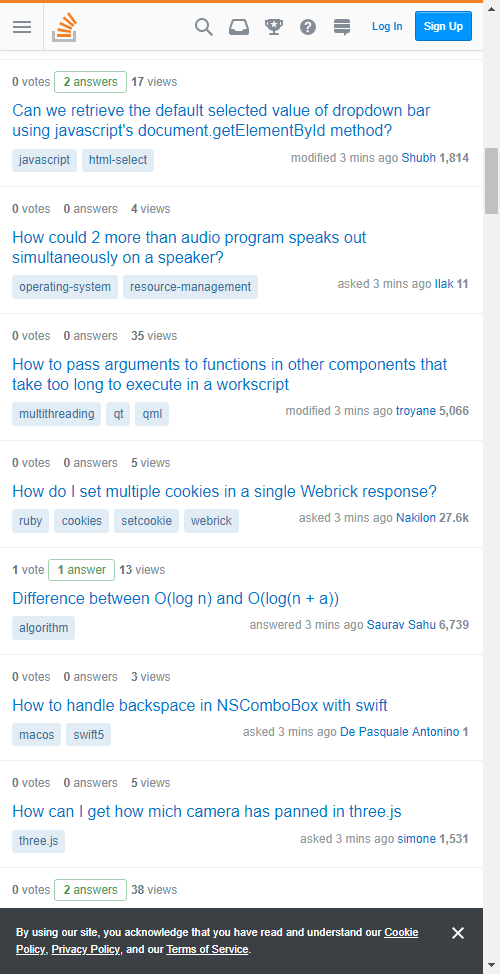 Log In Sign Up
0 votes 2 answers 17 views
Can we retrieve the default selected value of dropdown bar
using javascript's document.getElementById method?
javascript html-select modified 3 mins ago Shubh 1,814
0 votes 0 answers 4 views
How could 2 more than audio program speaks out
simultaneously on a speaker?
operating-system resource-management asked 3 mins ago Ilak 11
0 votes 0 answers 35 views
How to pass arguments to functions in other components that
take too long to execute in a workscript
multithreading qt qml modified 3 mins ago troyane 5,066
0 votes 0 answers 5 views
How do I set multiple cookies in a single Webrick response?
ruby cookies setcookie webrick asked 3 mins ago Nakilon 27.6k
1 vote 1 answer 13 views
Difference between O(log n) and O(log(n + a))
algorithm answered 3 mins ago Saurav Sahu 6,739
0 votes 0 answers 3 views
How to handle backspace in NSComboBox with swift
macos swift5 asked 3 mins ago De Pasquale Antonino 1
0 votes 0 answers 5 views
How can I get how mich camera has panned in three.js
three.js asked 3 mins ago simone 1,531
0 votes 2 answers 38 views
By using our site, you acknowledge that you have read and understand our Cookie
Policy, Privacy Policy, and our Terms of Service.